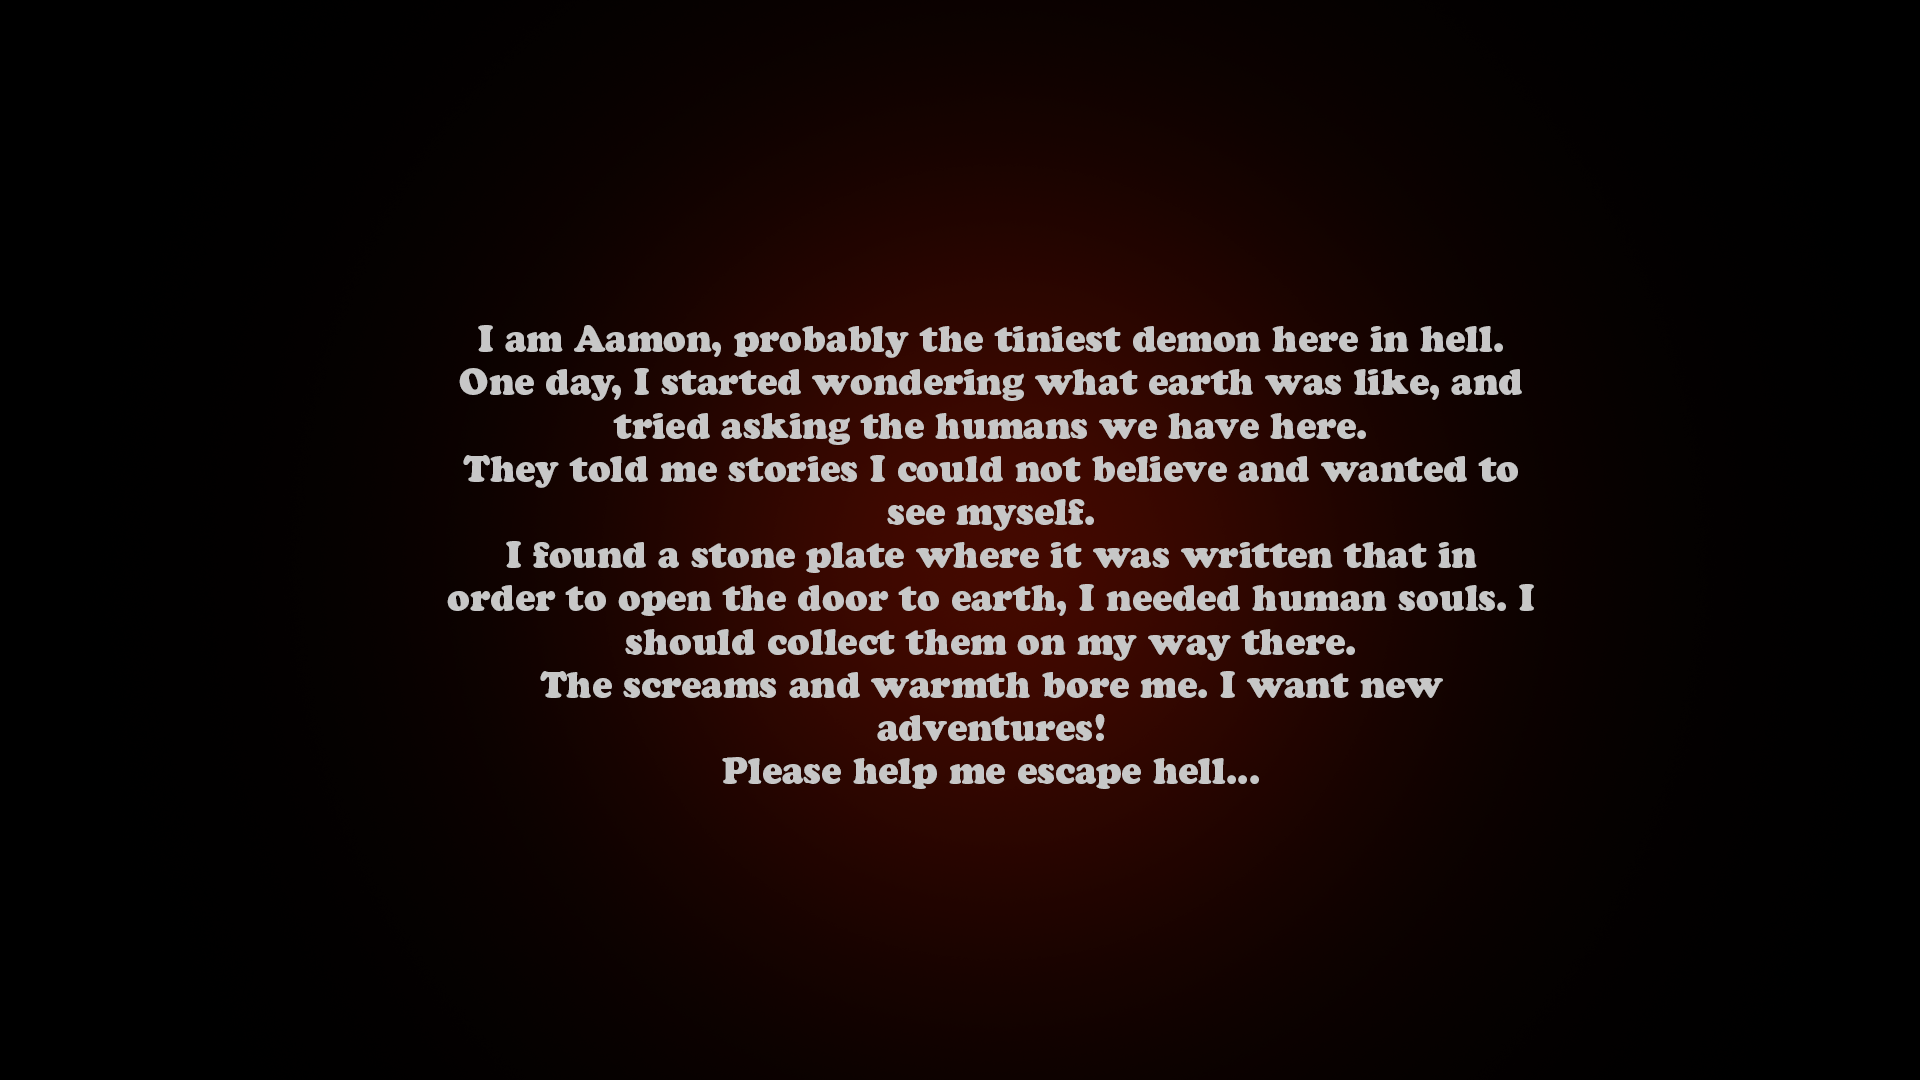 I am Aamon, probably the tiniest demon here in hell.
One day, I started wondering what earth was like, and
tried asking the humans we have here.
They told me stories I could not believe and wanted to
see myself.
I found a stone plate where it was written that in
order to open the door to earth, I needed human souls. I
should collect them on my way there.
The screams and warmth bore me. I want new
adventures!
Please help me escape hell...